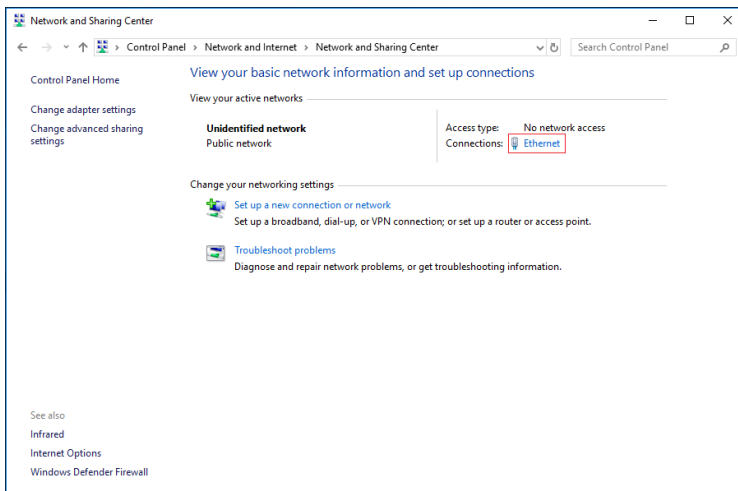 Network and Sharing Center
Control Panel > Network and Internet > Network and Sharing Center
Search Control Panel
Control Panel Home
Change adapter settings
Change advanced sharing
settings
View your basic network information and set up connections
View your active networks
Unidentified network
Public network
Access type: No network access
Connections: Ethernet
Change your networking settings
Set up a new connection or network
Set up a broadband, dial-up, or VPN connection; or set up a router or access point.
Troubleshoot problems
Diagnose and repair network problems, or get troubleshooting information.
See also
Infrared
Internet Options
Windows Defender Firewall